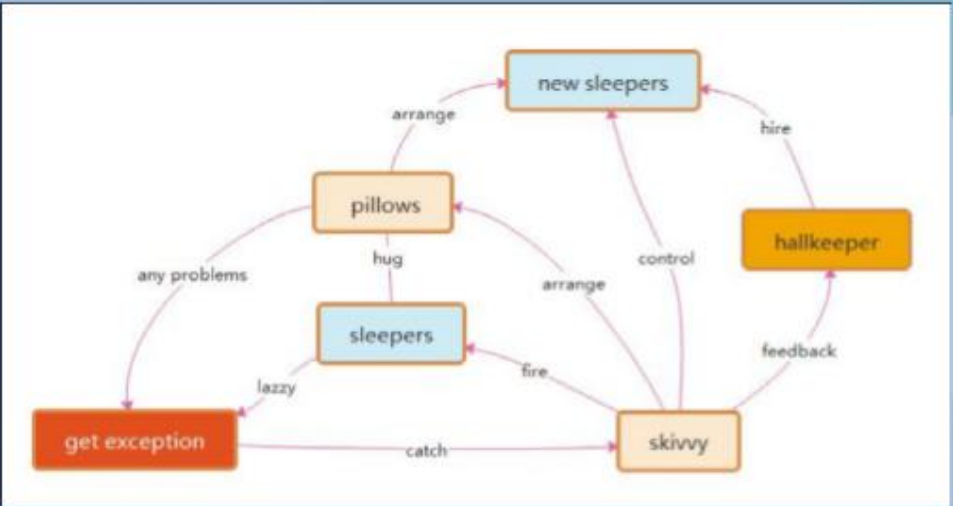 new sleepers
arrange
hire
pillows
hallkeeper
hug
control
any problems
arrange
sleepers
feedback
fire
lazzy
get exception
skivvy
catch